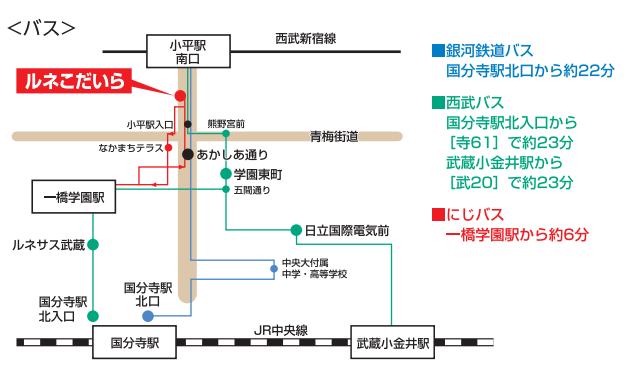 ＜バス＞
西武新宿線
小平駅
南口
ルネこだいら
小平駅入口
熊野宮前
青梅街道
なかまちテラス
あかしあ通り
学園東町
五間通り
一橋学園駅
日立国際電気前
ルネサス武蔵
中央大付属
中学・高等学校
国分寺駅
北口
国分寺駅
北入口
国分寺駅
JR中央線
武蔵小金井駅
■銀河鉄道バス
国分寺駅北口から約22分
■西武バス
国分寺駅北入口から
［寺61］で約23分
武蔵小金井駅から
［武20］で約23分
■にじバス
一橋学園駅から約6分